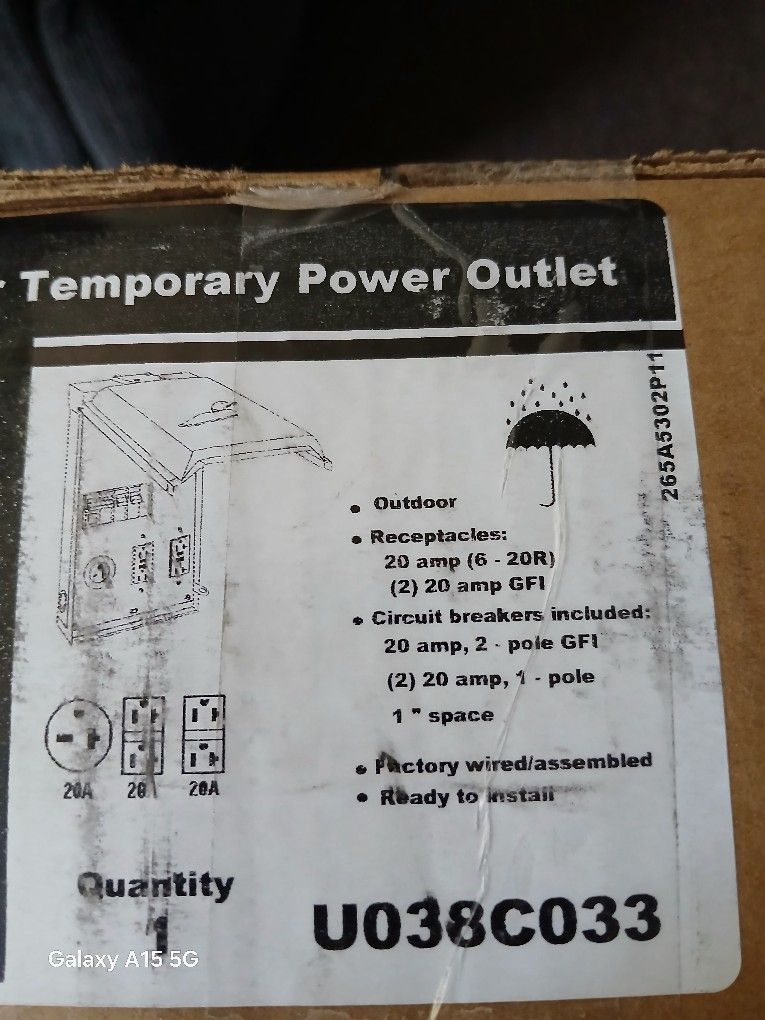 Temporary Power Outlet
265A5302P11
• Outdoor
• Receptacles:
20 amp (6 - 20R)
(2) 20 amp GFI
• Circuit breakers included:
20 amp, 2 - pole GFI
(2) 20 amp, 1 - pole
1 " space
• Factory wired/assembled
• Ready to install
20A 20 20A
Quantity
1
U038C033
Galaxy A15 5G